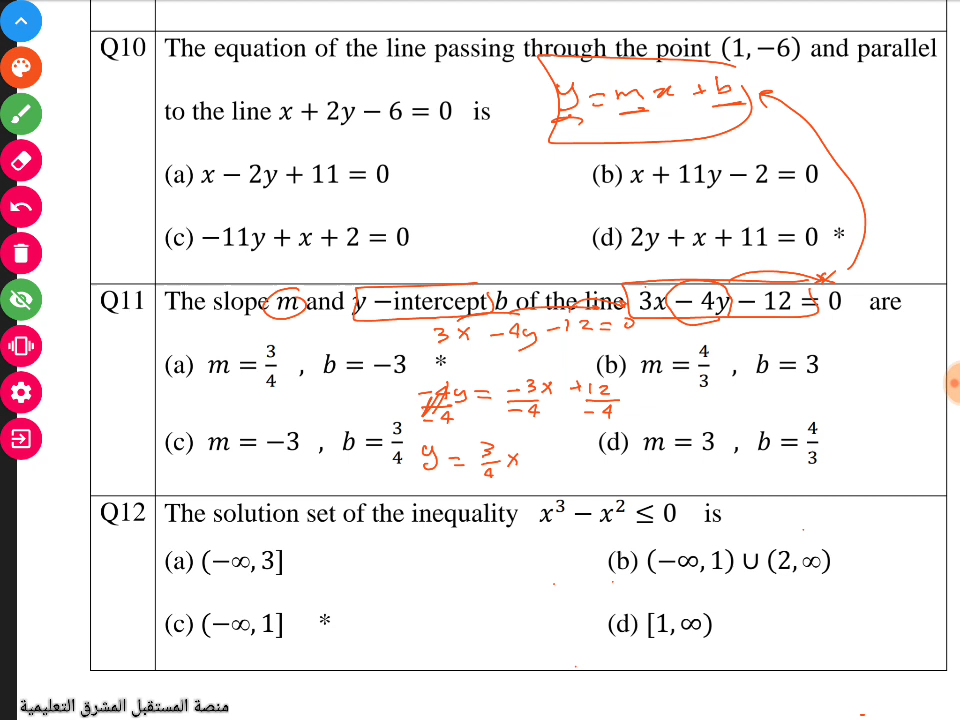 Q10 The equation of the line passing through the point (1, −6) and parallel
y = mx + b
to the line x + 2y − 6 = 0 is
(a) x − 2y + 11 = 0 (b) x + 11y − 2 = 0
(c) −11y + x + 2 = 0 (d) 2y + x + 11 = 0 *
Q11 The slope m and y − intercept b of the line 3x − 4y − 12 = 0 are
3x − 4y − 12 = 0
(a) m = 3/4 , b = −3 * (b) m = 4/3 , b = 3
−4y/−4 = −3x/−4 + 12/−4
(c) m = −3 , b = 3/4 (d) m = 3 , b = 4/3
y = 3/4 x
Q12 The solution set of the inequality x³ − x² ≤ 0 is
(a) (−∞, 3] (b) (−∞, 1) ∪ (2, ∞)
(c) (−∞, 1] * (d) [1, ∞)
منصة المستقبل المشرق التعليمية